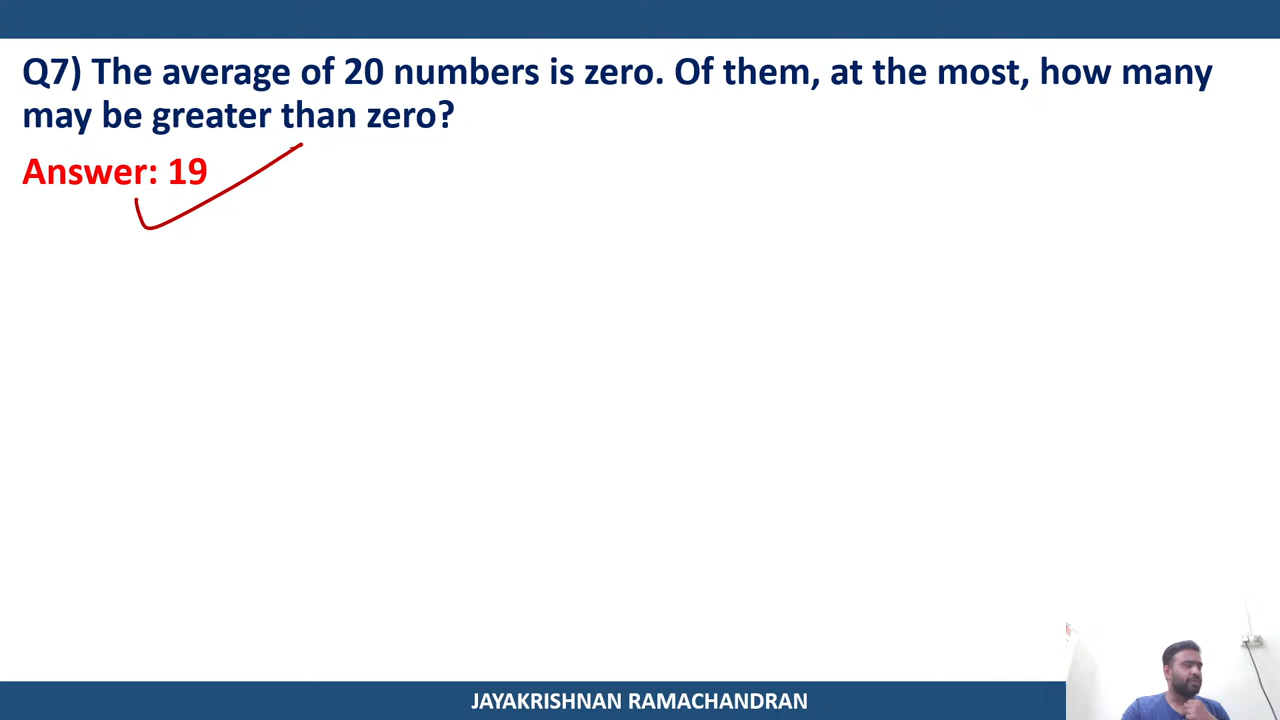 Q7) The average of 20 numbers is zero. Of them, at the most, how many
may be greater than zero?
Answer: 19
JAYAKRISHNAN RAMACHANDRAN